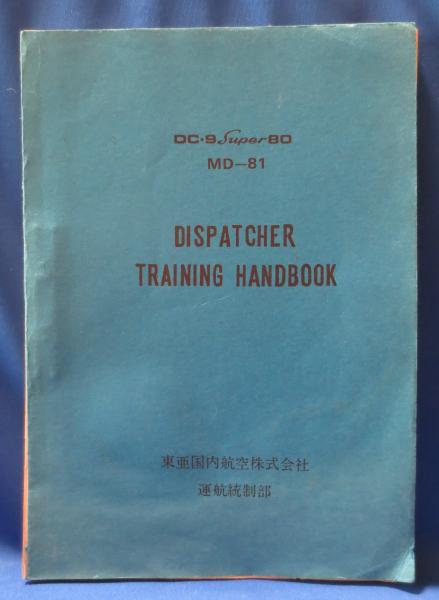 DC-9 Super 80
MD-81
DISPATCHER
TRAINING HANDBOOK
東亜国内航空株式会社
運航統制部